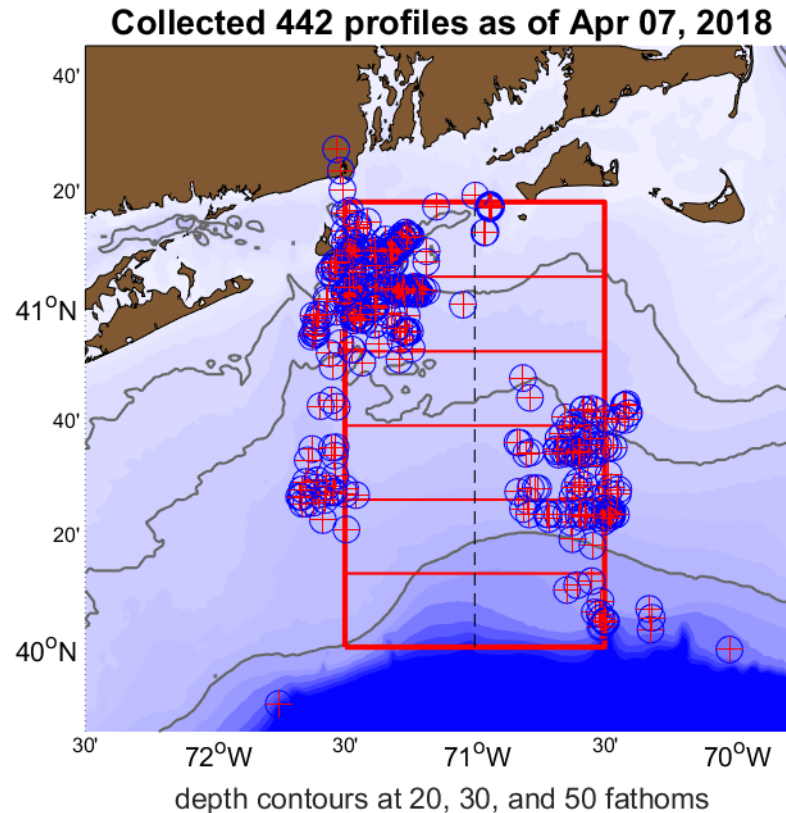 Collected 442 profiles as of Apr 07, 2018
40'
20'
41°N
40'
20'
40°N
30' 72°W 30' 71°W 30' 70°W
depth contours at 20, 30, and 50 fathoms